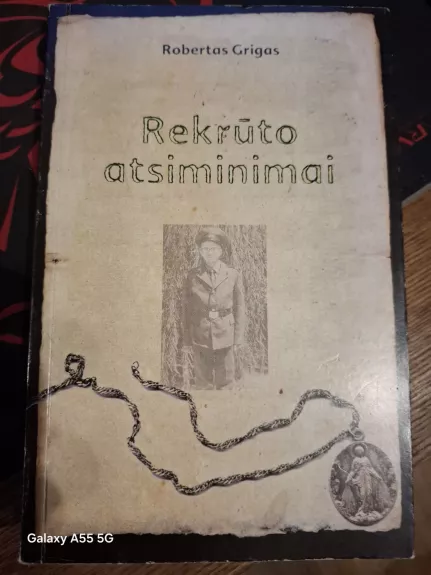 Robertas Grigas
Rekrūto
atsiminimai
Galaxy A55 5G